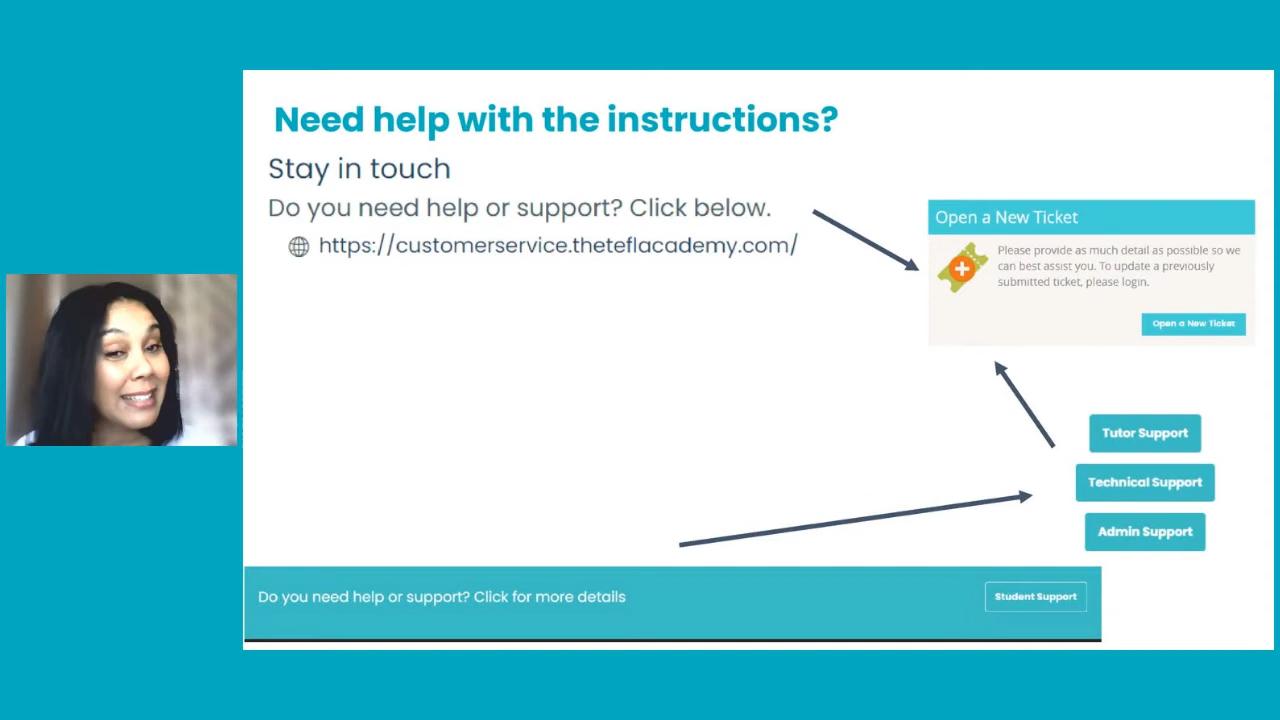 Need help with the instructions?
Stay in touch
Do you need help or support? Click below.
https://customerservice.theteflacademy.com/
Open a New Ticket
Please provide as much detail as possible so we
can best assist you. To update a previously
submitted ticket, please login.
Open a New Ticket
Tutor Support
Technical Support
Admin Support
Do you need help or support? Click for more details
Student Support